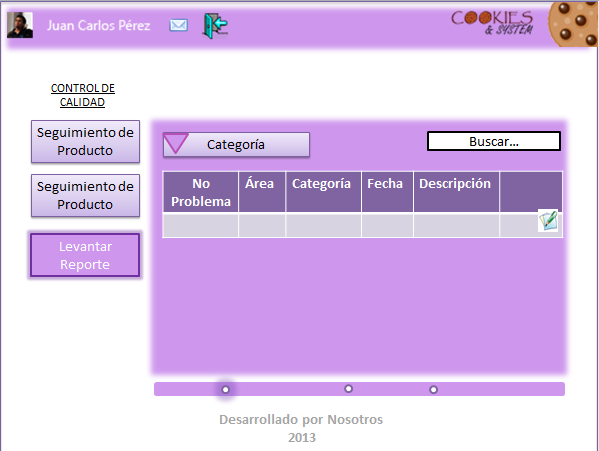 Juan Carlos Pérez
COOKIES
& SYSTEM
CONTROL DE
CALIDAD
Seguimiento de
Producto
Seguimiento de
Producto
Levantar
Reporte
Categoría
Buscar...
No
Problema
Área
Categoría
Fecha
Descripción
Desarrollado por Nosotros
2013